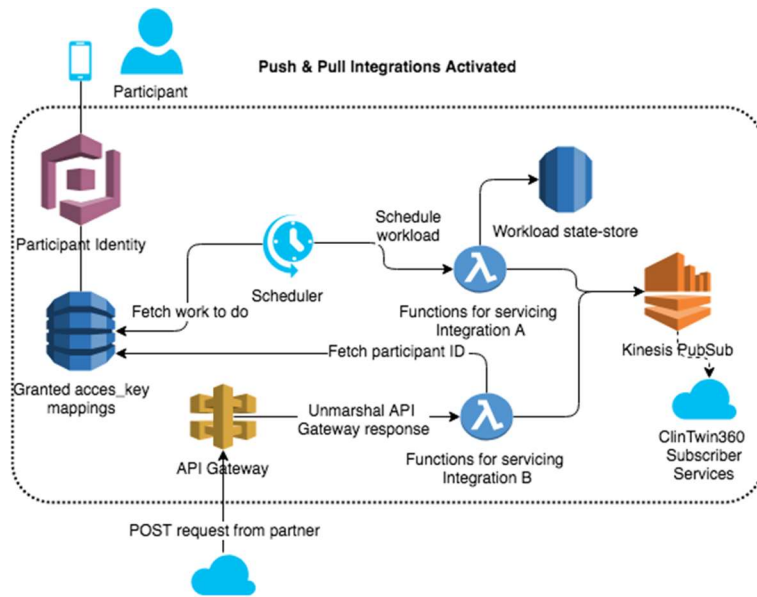 Push & Pull Integrations Activated
Participant
Participant Identity
Scheduler
Schedule
workload
Workload state-store
Fetch work to do
Functions for servicing
Integration A
Kinesis PubSub
Granted acces_key
mappings
Fetch participant ID
API Gateway
Unmarshal API
Gateway response
Functions for servicing
Integration B
ClinTwin360
Subscriber
Services
POST request from partner
λ
λ